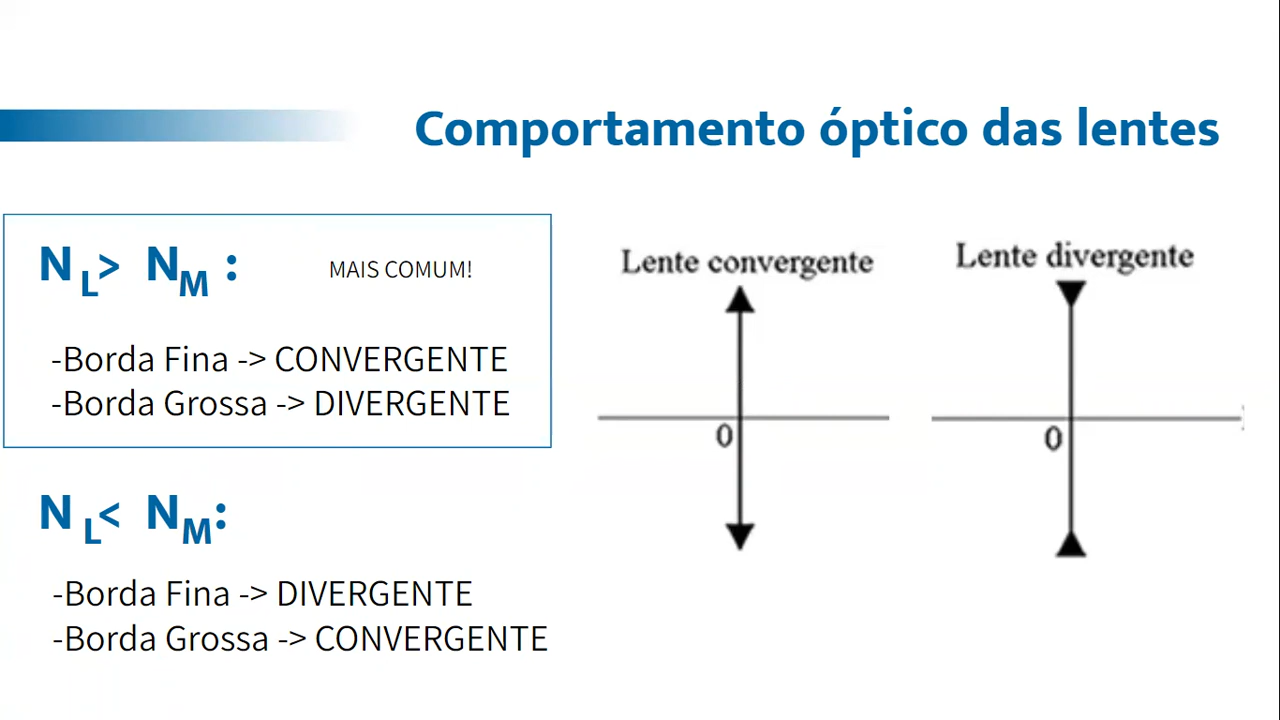 Comportamento óptico das lentes
N L> N M : MAIS COMUM!
-Borda Fina -> CONVERGENTE
-Borda Grossa -> DIVERGENTE
N L< N M:
-Borda Fina -> DIVERGENTE
-Borda Grossa -> CONVERGENTE
Lente convergente
0
Lente divergente
0